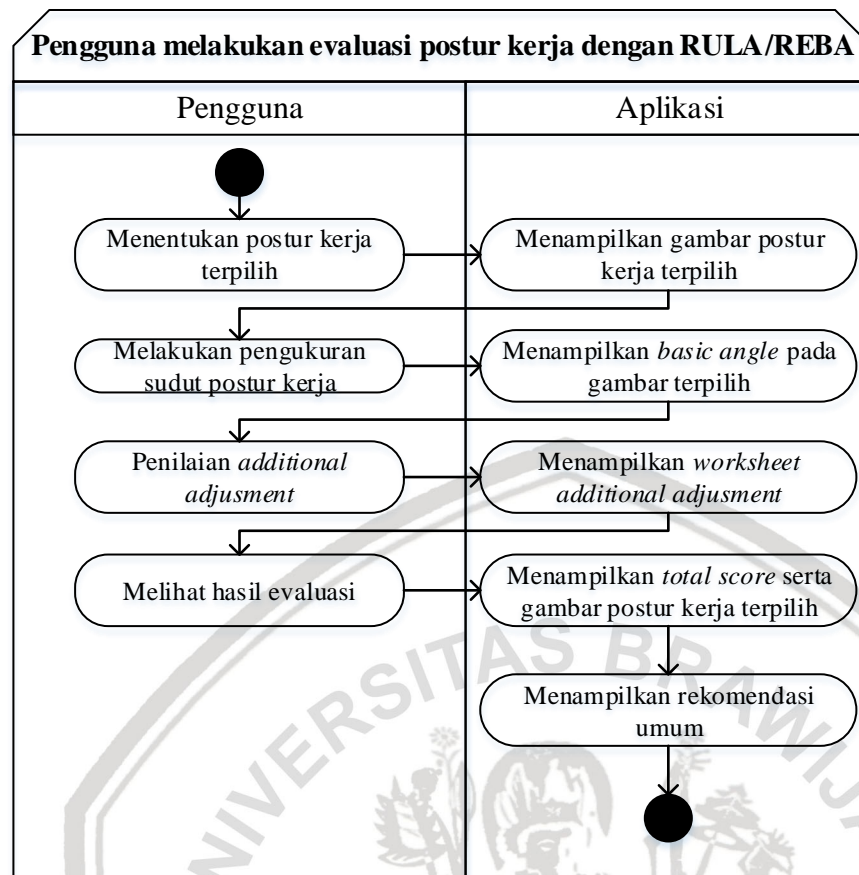 Pengguna melakukan evaluasi postur kerja dengan RULA/REBA
Pengguna
Aplikasi
Menentukan postur kerja
terpilih
Menampilkan gambar postur
kerja terpilih
Melakukan pengukuran
sudut postur kerja
Menampilkan basic angle pada
gambar terpilih
Penilaian additional
adjusment
Menampilkan worksheet
additional adjusment
Melihat hasil evaluasi
Menampilkan total score serta
gambar postur kerja terpilih
Menampilkan rekomendasi
umum
NIVERSITAS BRAWIJA